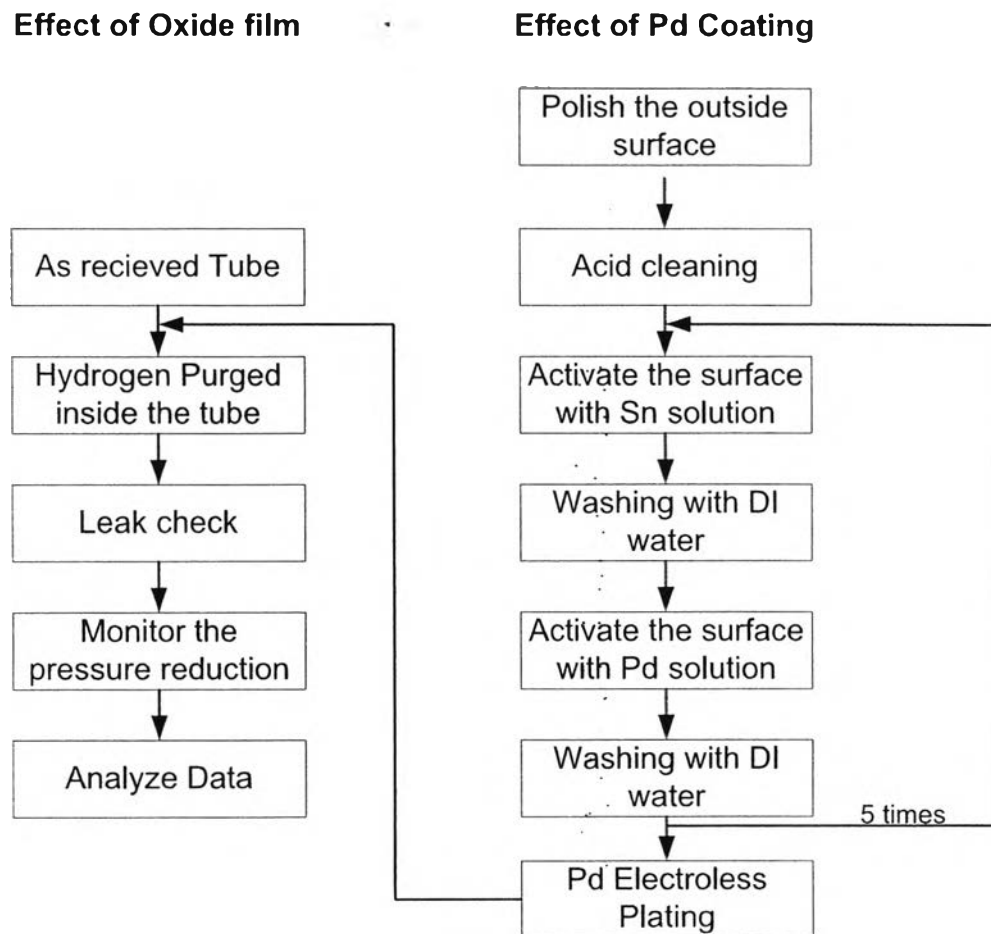 Effect of Oxide film
As recieved Tube
Hydrogen Purged
inside the tube
Leak check
Monitor the
pressure reduction
Analyze Data
Effect of Pd Coating
Polish the outside
surface
Acid cleaning
Activate the surface
with Sn solution
Washing with DI
water
Activate the surface
with Pd solution
Washing with DI
water
5 times
Pd Electroless
Plating